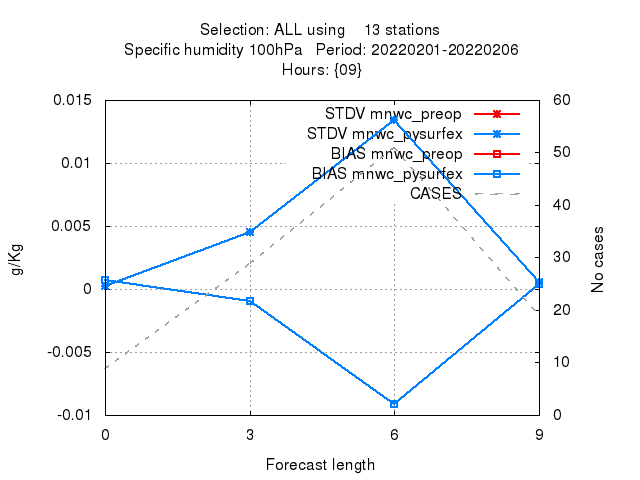 Selection: ALL using 13 stations
Specific humidity 100hPa Period: 20220201-20220206
Hours: {09}
STDV mnwc_preop
STDV mnwc_pysurfex
BIAS mnwc_preop
BIAS mnwc_pysurfex
CASES
0.015
0.01
0.005
0
-0.005
-0.01
g/Kg
60
50
40
30
20
10
0
No cases
0 3 6 9
Forecast length